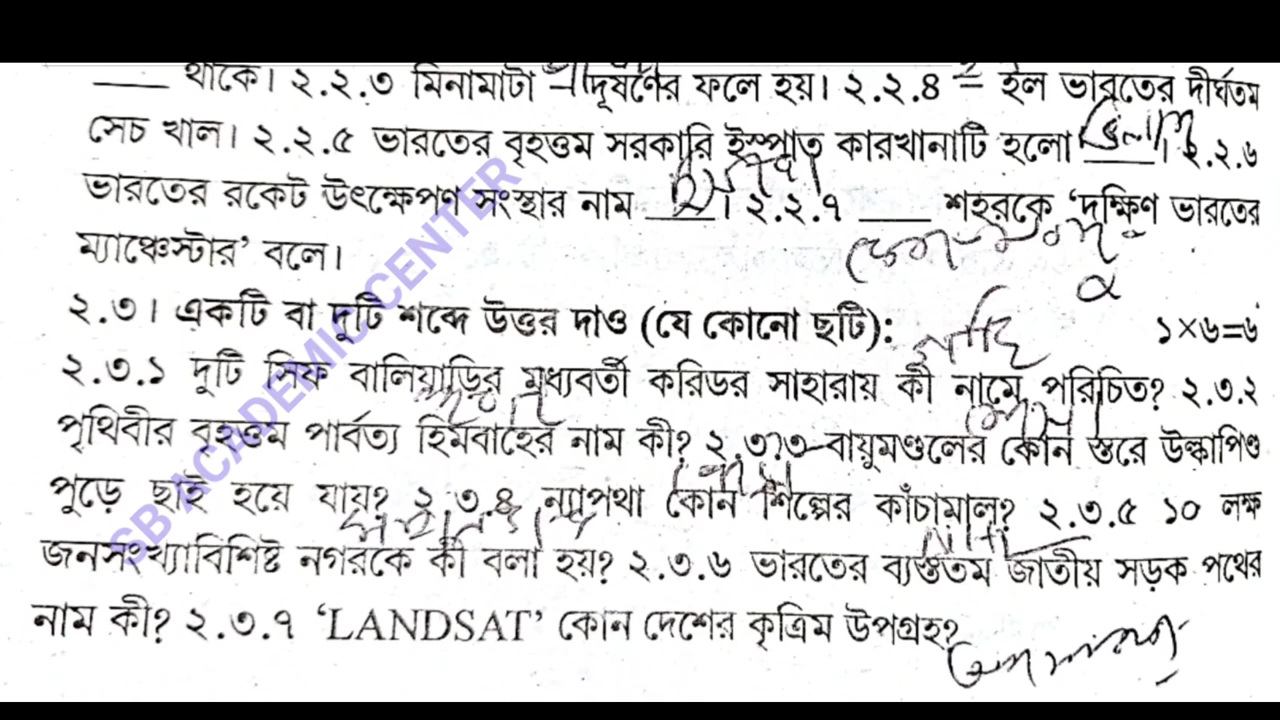 ___ থাকে। ২.২.৩ মিনামাটা দূষণের ফলে হয়। ২.২.৪ হল ভারতের দীর্ঘতম
সেচ খাল। ২.২.৫ ভারতের বৃহত্তম সরকারি ইস্পাত কারখানাটি হলো ____। ২.২.৬
ভারতের রকেট উৎক্ষেপণ সংস্থার নাম ____। ২.২.৭ ____ শহরকে ‘দক্ষিণ ভারতের
ম্যাঞ্চেস্টার’ বলে।
২.৩। একটি বা দুটি শব্দে উত্তর দাও (যে কোনো ছটি): ১×৬=৬
২.৩.১ দুটি সিফ বালিয়াড়ির মধ্যবর্তী করিডর সাহারায় কী নামে পরিচিত? ২.৩.২
পৃথিবীর বৃহত্তম পার্বত্য হিমবাহের নাম কী? ২.৩.৩ বায়ুমণ্ডলের কোন স্তরে উল্কাপিণ্ড
পুড়ে ছাই হয়ে যায়? ২.৩.৪ ন্যাপথা কোন শিল্পের কাঁচামাল? ২.৩.৫ ১০ লক্ষ
জনসংখ্যাবিশিষ্ট নগরকে কী বলা হয়? ২.৩.৬ ভারতের ব্যস্ততম জাতীয় সড়ক পথের
নাম কী? ২.৩.৭ ‘LANDSAT’ কোন দেশের কৃত্রিম উপগ্রহ?
SB ACADEMIC CENTER